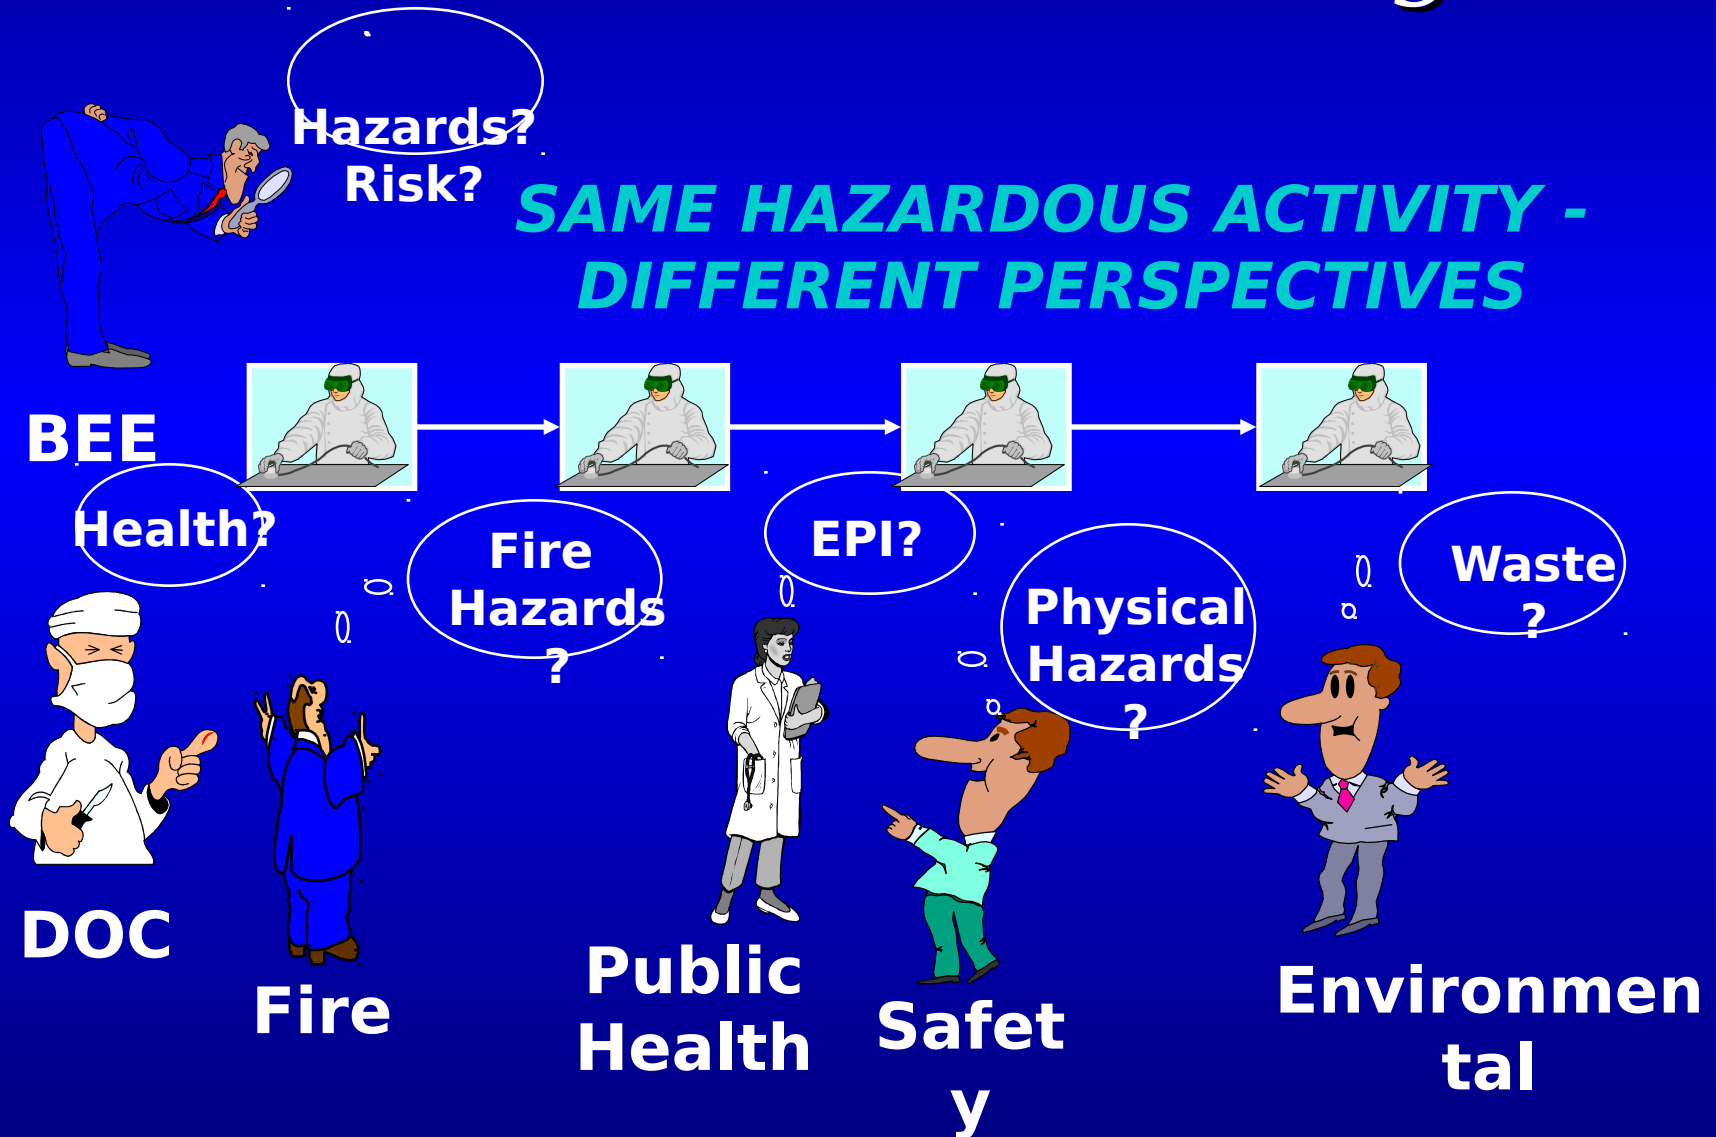 Hazards?
Risk?
SAME HAZARDOUS ACTIVITY -
DIFFERENT PERSPECTIVES
BEE
Health?
Fire
Hazards
?
EPI?
Physical
Hazards
?
Waste
?
DOC
Fire
Public
Health
Safet
y
Environmen
tal